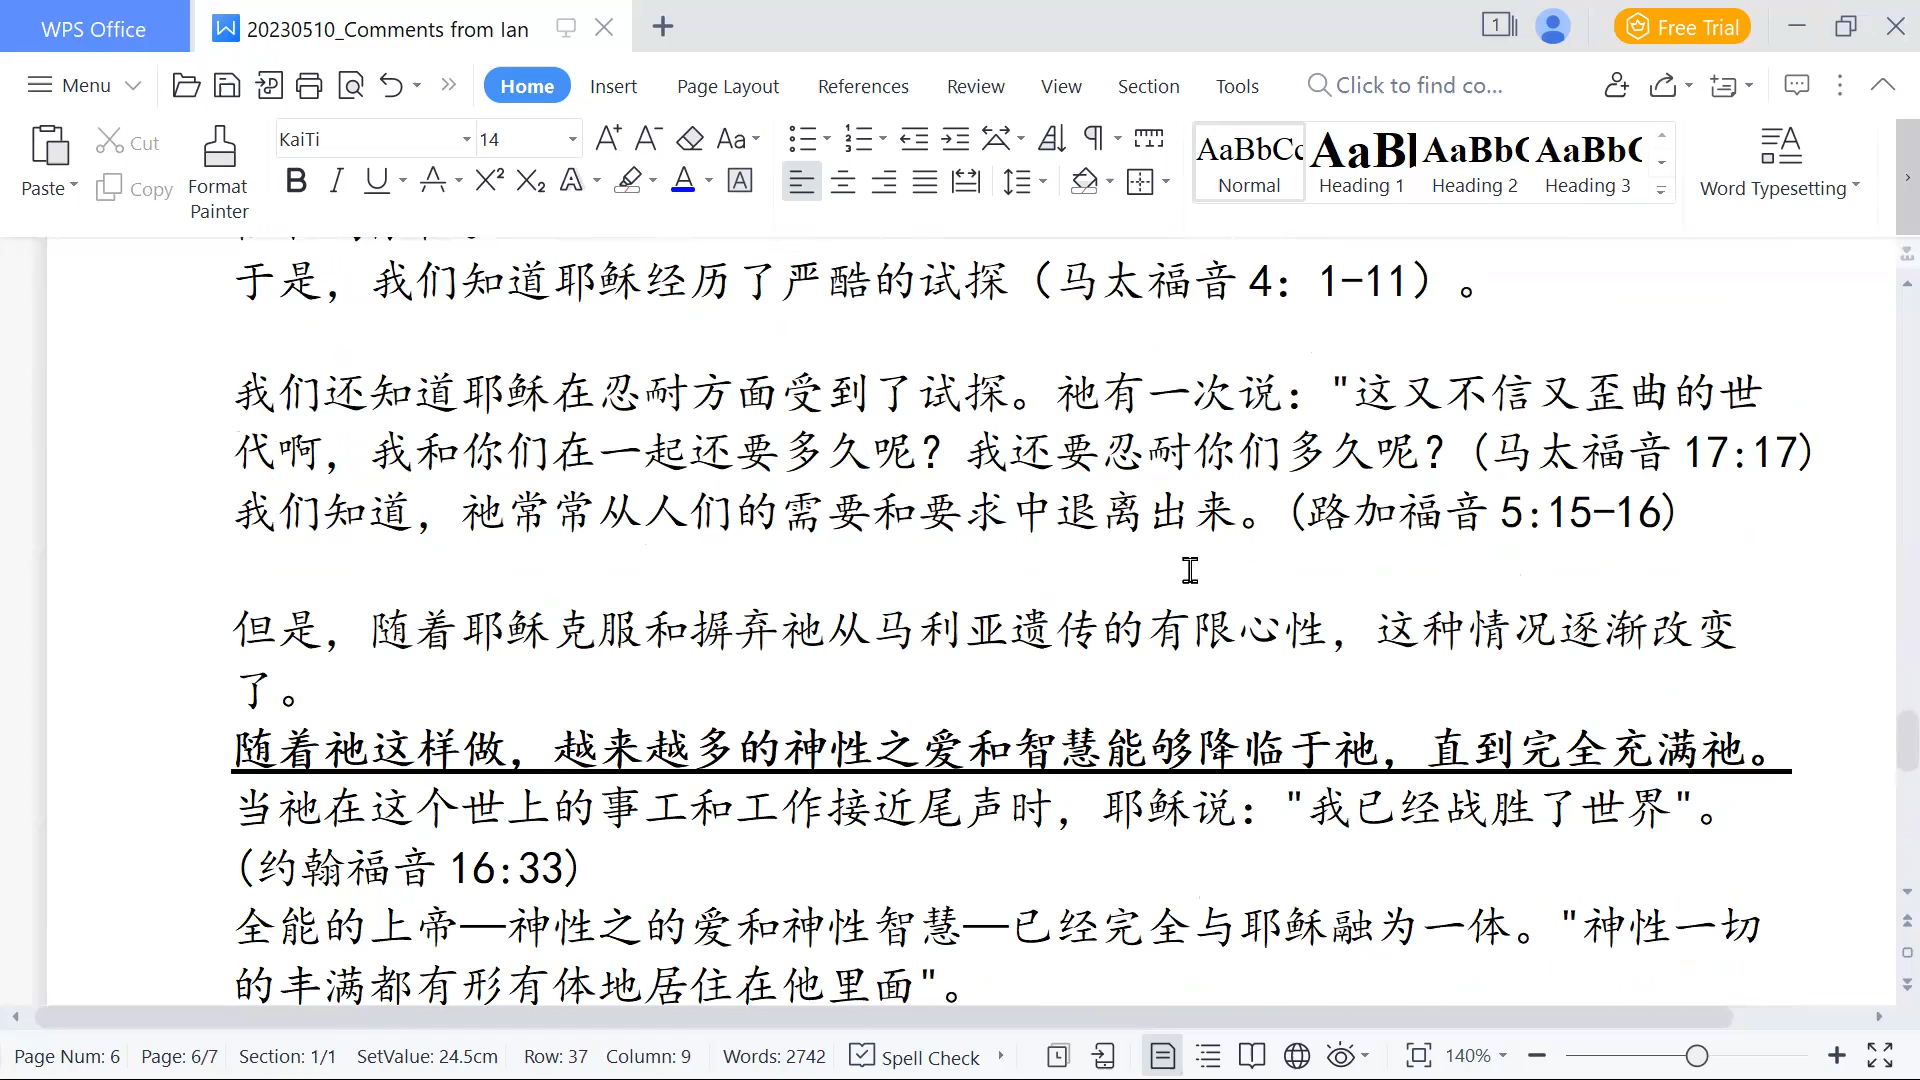 WPS Office
20230510_Comments from Ian
1
Free Trial
Menu
Home
Insert
Page Layout
References
Review
View
Section
Tools
Click to find co...
Paste
Cut
Copy
Format
Painter
KaiTi
14
AaBbCc
Normal
AaBl
Heading 1
AaBb(
Heading 2
AaBb(
Heading 3
Word Typesetting
于是，我们知道耶稣经历了严酷的试探（马太福音 4：1-11）。
我们还知道耶稣在忍耐方面受到了试探。祂有一次说："这又不信又歪曲的世
代啊，我和你们在一起还要多久呢？我还要忍耐你们多久呢？(马太福音 17:17)
我们知道，祂常常从人们的需要和要求中退离出来。(路加福音 5:15-16)
但是，随着耶稣克服和摒弃祂从马利亚遗传的有限心性，这种情况逐渐改变
了。
随着祂这样做，越来越多的神性之爱和智慧能够降临于祂，直到完全充满祂。
当祂在这个世上的事工和工作接近尾声时，耶稣说："我已经战胜了世界"。
(约翰福音 16:33)
全能的上帝—神性之的爱和神性智慧—已经完全与耶稣融为一体。"神性一切
的丰满都有形有体地居住在他里面"。
Page Num: 6
Page: 6/7
Section: 1/1
SetValue: 24.5cm
Row: 37
Column: 9
Words: 2742
Spell Check
140%